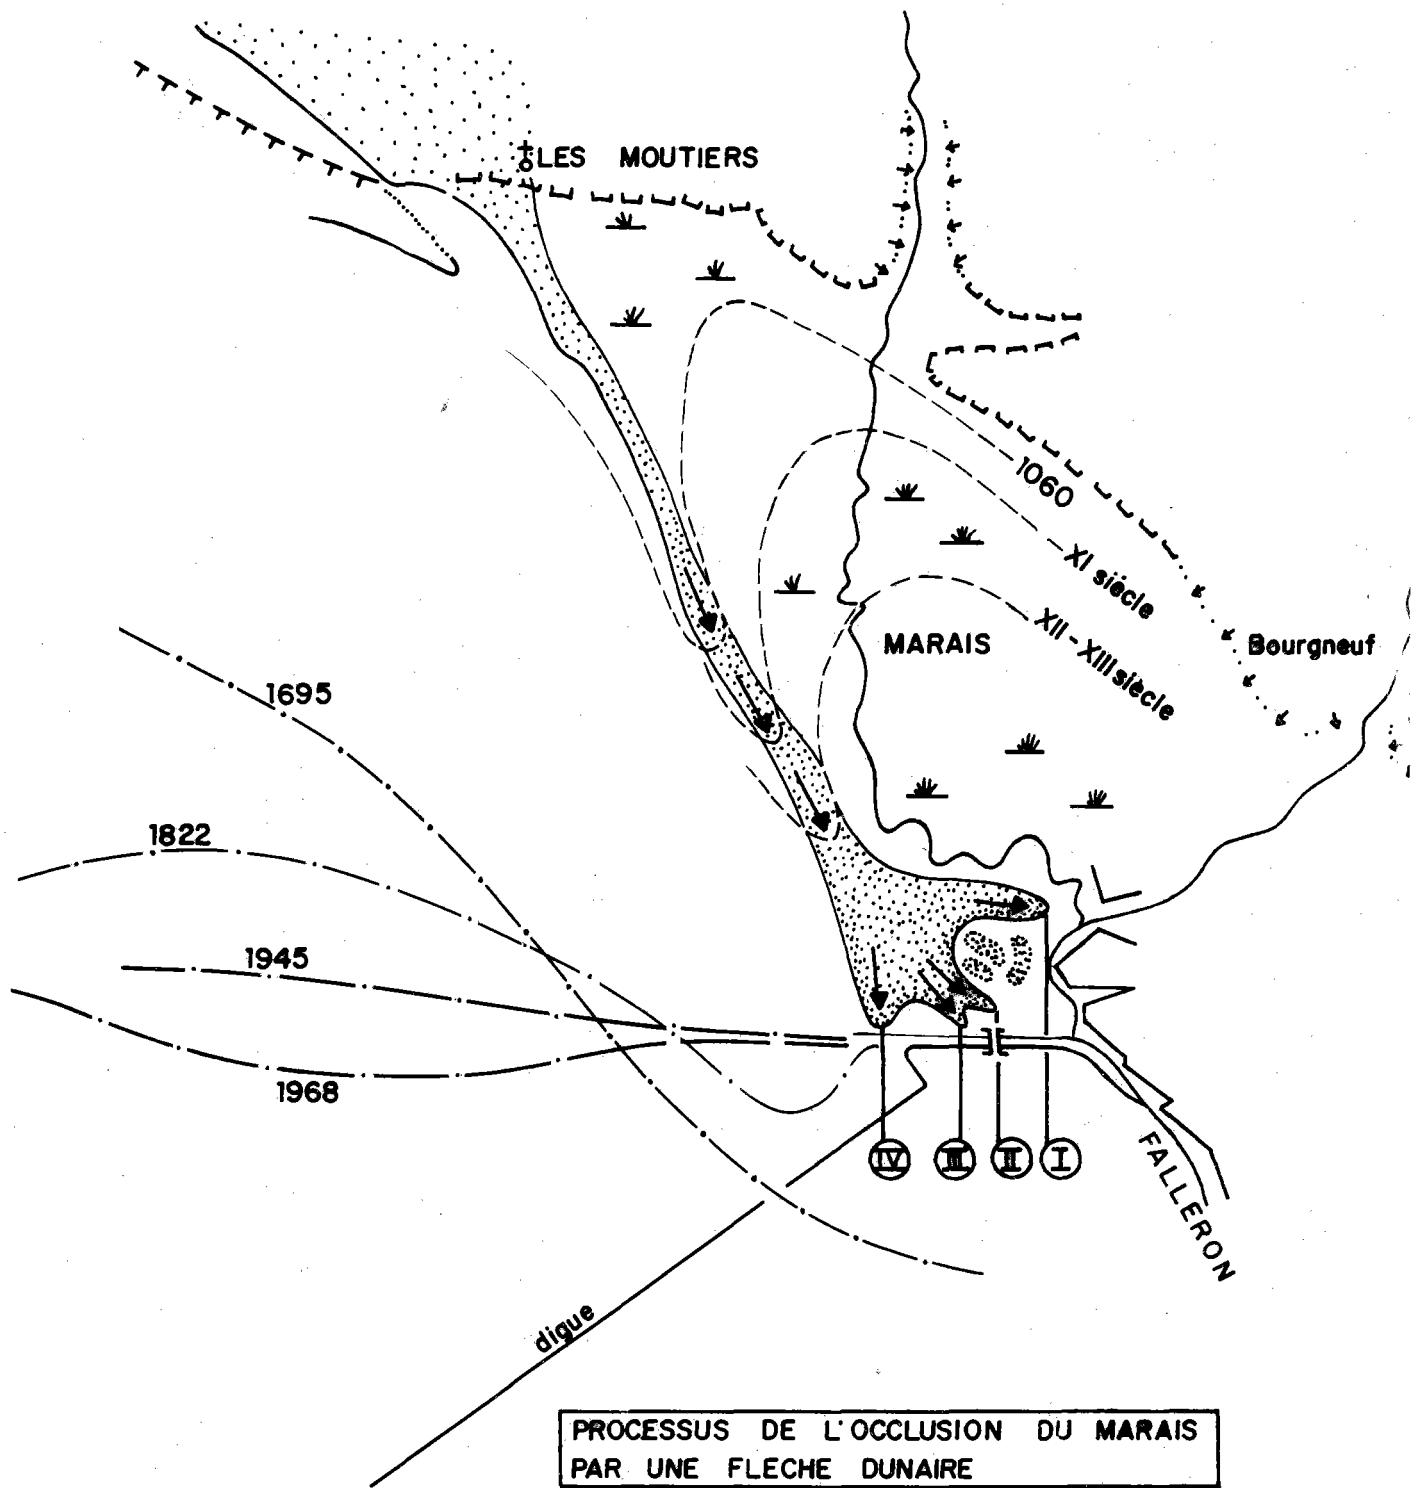 LES MOUTIERS
1060
XI siècle
XII - XIII siècle
MARAIS
Bourgneuf
1695
1822
1945
1968
IV III II I
FALLERON
digue
PROCESSUS DE L'OCCLUSION DU MARAIS
PAR UNE FLECHE DUNAIRE